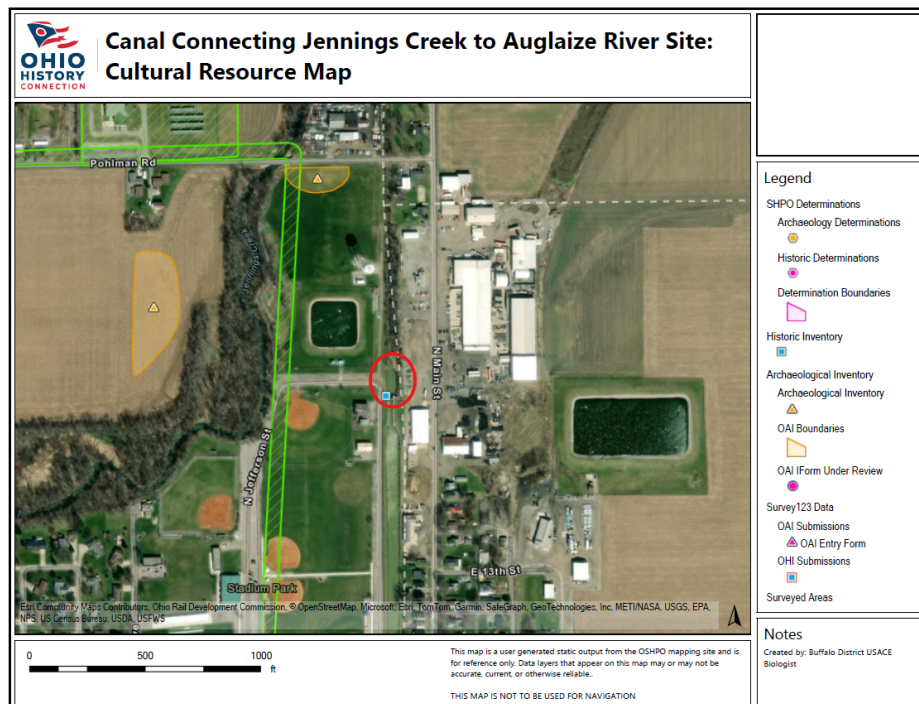 OHIO
HISTORY
CONNECTION
Canal Connecting Jennings Creek to Auglaize River Site:
Cultural Resource Map
Pohlman Rd
Jennings Creek
N Main St
N Jefferson St
E 13th St
Stadium Park
Esri Community Maps Contributors, Ohio Rail Development Commission, © OpenStreetMap, Microsoft, Esri, TomTom, Garmin, SafeGraph, GeoTechnologies, Inc, METI/NASA, USGS, EPA,
NPS, US Census Bureau, USDA, USFWS
Legend
SHPO Determinations
Archaeology Determinations
Historic Determinations
Determination Boundaries
Historic Inventory
Archaeological Inventory
Archaeological Inventory
OAI Boundaries
OAI IForm Under Review
Survey123 Data
OAI Submissions
OAI Entry Form
OHI Submissions
Surveyed Areas
Notes
Created by: Buffalo District USACE
Biologist
0 500 1000
ft
This map is a user generated static output from the OSHPO mapping site and is
for reference only. Data layers that appear on this map may or may not be
accurate, current, or otherwise reliable..
THIS MAP IS NOT TO BE USED FOR NAVIGATION